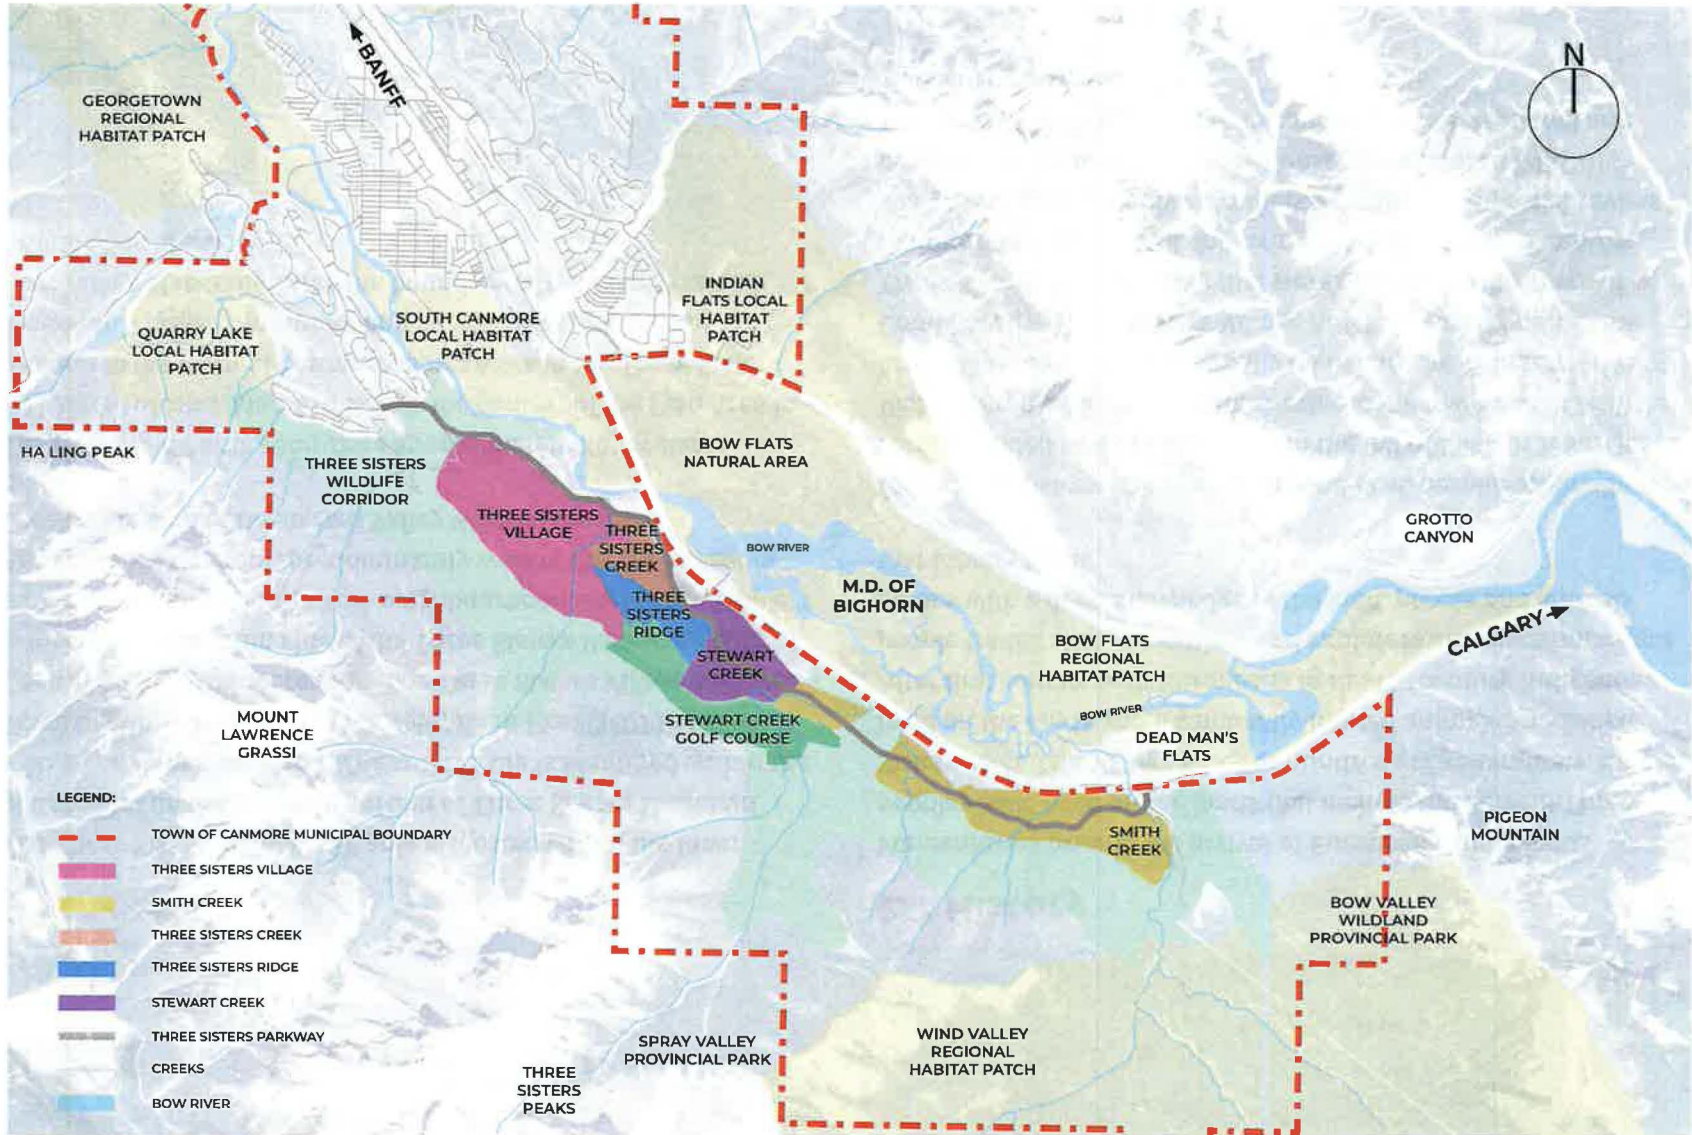 BANFF
N
GEORGETOWN
REGIONAL
HABITAT PATCH
INDIAN
FLATS LOCAL
HABITAT
PATCH
SOUTH CANMORE
LOCAL HABITAT
PATCH
QUARRY LAKE
LOCAL HABITAT
PATCH
HA LING PEAK
THREE SISTERS
WILDLIFE
CORRIDOR
BOW FLATS
NATURAL AREA
THREE SISTERS
VILLAGE
THREE
SISTERS
CREEK
BOW RIVER
GROTTO
CANYON
M.D. OF
BIGHORN
THREE
SISTERS
RIDGE
CALGARY
BOW FLATS
REGIONAL
HABITAT PATCH
STEWART
CREEK
BOW RIVER
STEWART CREEK
GOLF COURSE
MOUNT
LAWRENCE
GRASSI
DEAD MAN'S
FLATS
SMITH
CREEK
PIGEON
MOUNTAIN
BOW VALLEY
WILDLAND
PROVINCIAL PARK
LEGEND:
TOWN OF CANMORE MUNICIPAL BOUNDARY
THREE SISTERS VILLAGE
SMITH CREEK
THREE SISTERS CREEK
THREE SISTERS RIDGE
STEWART CREEK
THREE SISTERS PARKWAY
CREEKS
BOW RIVER
SPRAY VALLEY
PROVINCIAL PARK
THREE
SISTERS
PEAKS
WIND VALLEY
REGIONAL
HABITAT PATCH